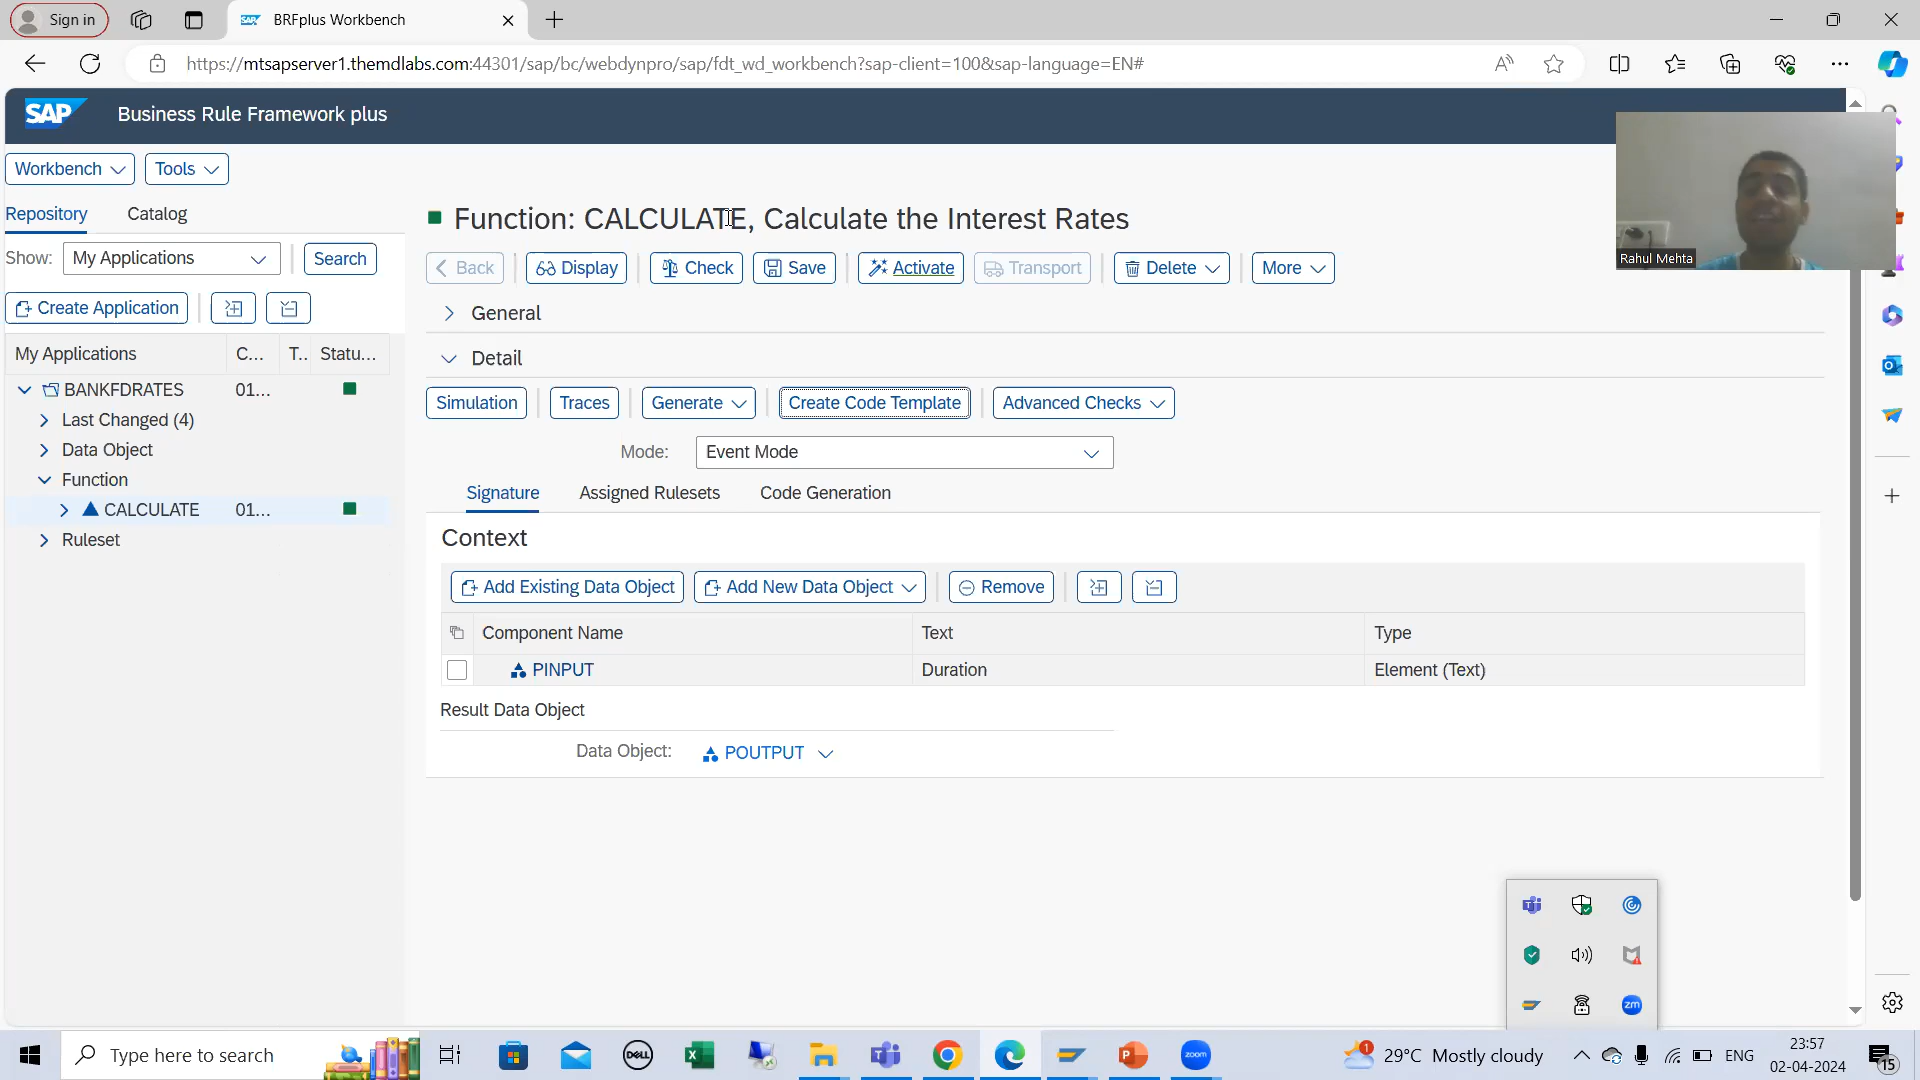 Sign in
SAP BRFplus Workbench
https://mtsapserver1.themdlabs.com:44301/sap/bc/webdynpro/sap/fdt_wd_workbench?sap-client=100&sap-language=EN#
SAP Business Rule Framework plus
Workbench Tools
Rahul Mehta
Repository Catalog
Function: CALCULATE, Calculate the Interest Rates
Show: My Applications Search
Back Display Check Save Activate Transport Delete More
Create Application
General
My Applications C... T.. Statu...
Detail
BANKFDRATES 01...
Simulation Traces Generate Create Code Template Advanced Checks
Last Changed (4)
Data Object
Mode: Event Mode
Function
Signature Assigned Rulesets Code Generation
CALCULATE 01...
Ruleset
Context
Add Existing Data Object Add New Data Object Remove
Component Name Text Type
PINPUT Duration Element (Text)
Result Data Object
Data Object: POUTPUT
zm
Type here to search
DELL
zoom
1
29°C Mostly cloudy
ENG
23:57
02-04-2024
15